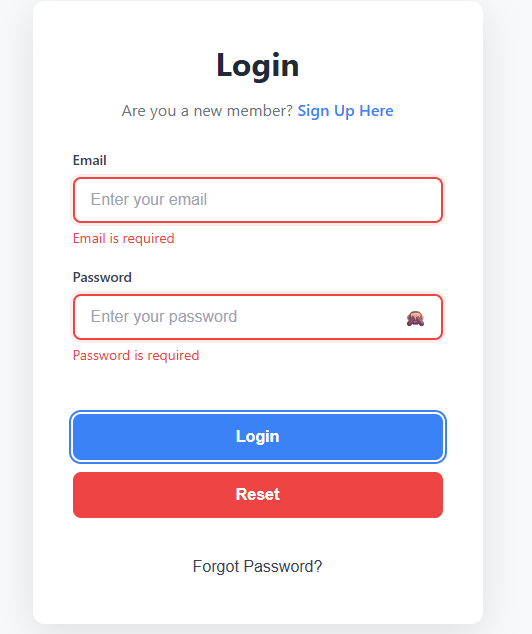 Login
Are you a new member? Sign Up Here
Email
Enter your email
Email is required
Password
Enter your password
Password is required
Login
Reset
Forgot Password?